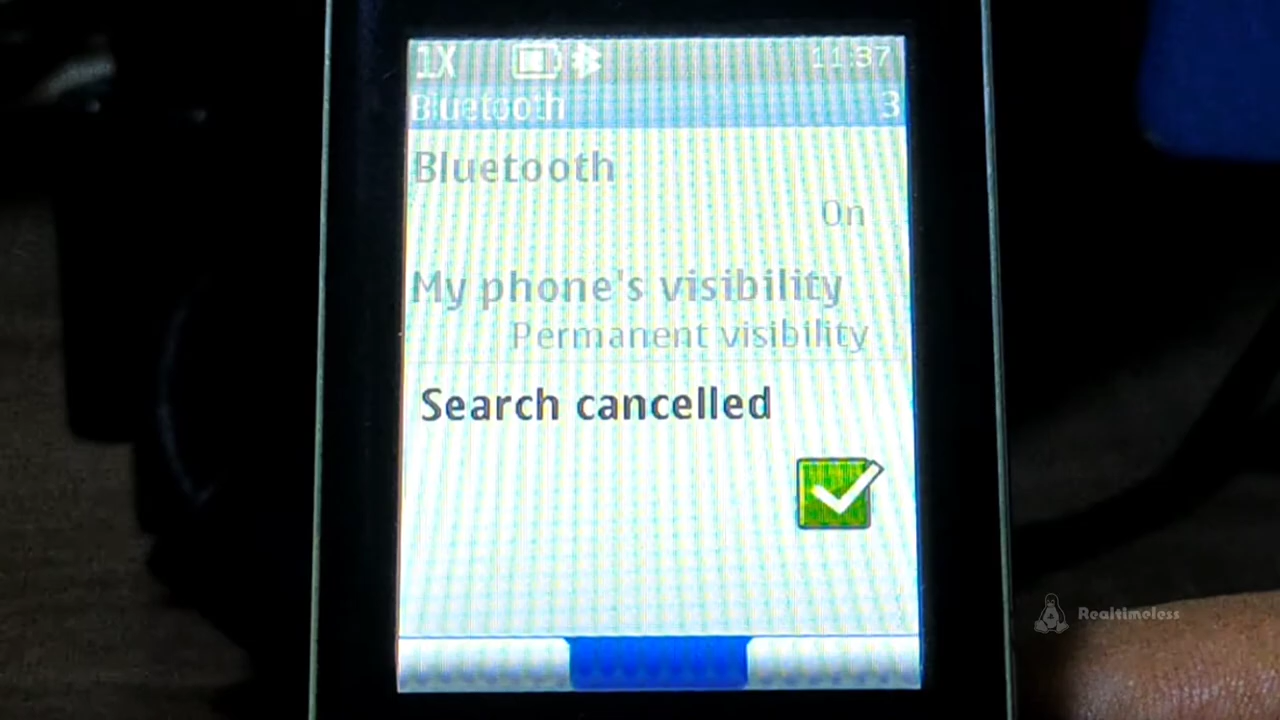 1X 11:37
Bluetooth 3
Bluetooth
On
My phone's visibility
Permanent visibility
Search cancelled
Realtimeless